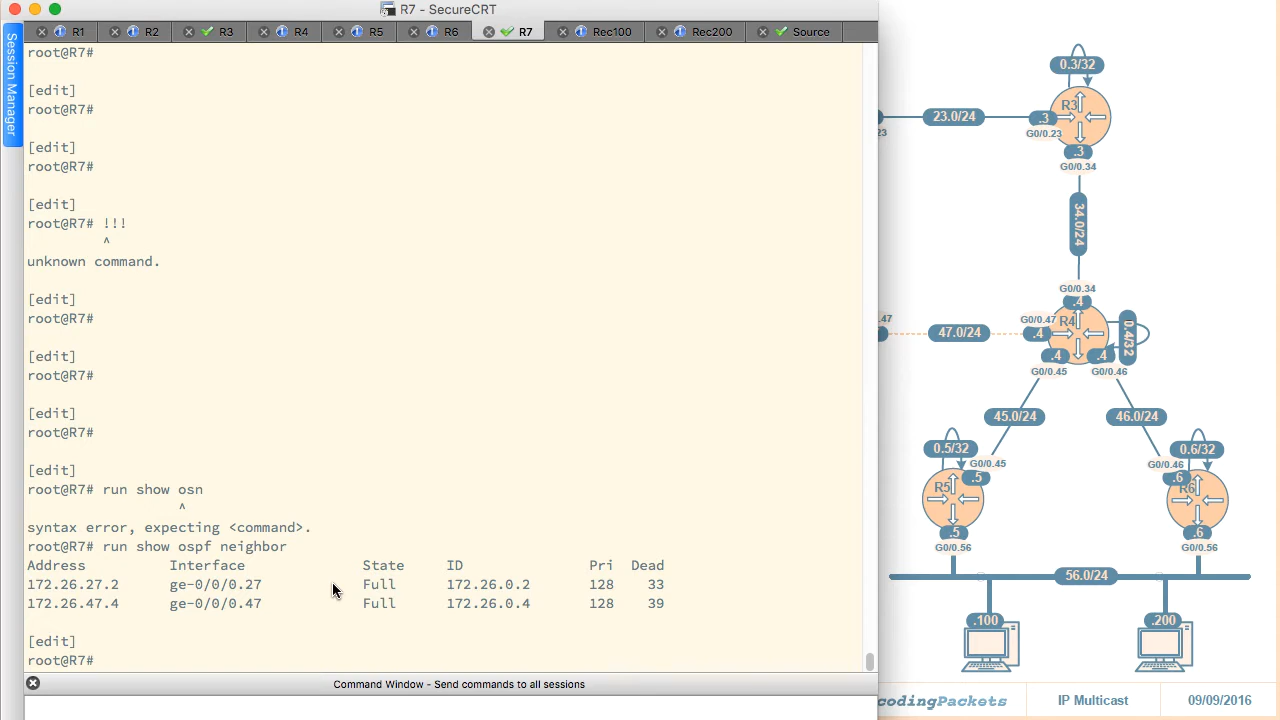 R7 - SecureCRT
R1 R2 R3 R4 R5 R6 R7 Rec100 Rec200 Source
Session Manager
root@R7#
[edit]
root@R7#
[edit]
root@R7#
[edit]
root@R7# !!!
^
unknown command.
[edit]
root@R7#
[edit]
root@R7#
[edit]
root@R7#
[edit]
root@R7# run show osn
^
syntax error, expecting <command>.
root@R7# run show ospf neighbor
Address Interface State ID Pri Dead
172.26.27.2 ge-0/0/0.27 Full 172.26.0.2 128 33
172.26.47.4 ge-0/0/0.47 Full 172.26.0.4 128 39
[edit]
root@R7#
Command Window - Send commands to all sessions
0.3/32
R3
23.0/24
.3
23
G0/0.23
.3
G0/0.34
34.0/24
G0/0.34
.4
.47
G0/0.47
R4
47.0/24
.4
0.4/32
.4
.4
G0/0.45
G0/0.46
45.0/24
46.0/24
0.5/32
0.6/32
G0/0.45
G0/0.46
R5
.5
.6
R6
.5
.6
G0/0.56
G0/0.56
56.0/24
.100
.200
codingPackets
IP Multicast
09/09/2016